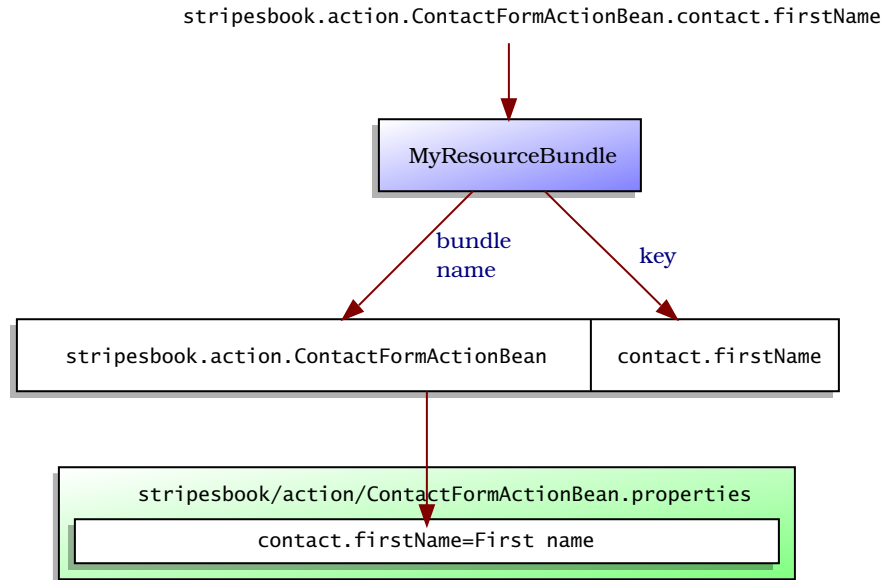 stripesbook.action.ContactFormActionBean.contact.firstName
MyResourceBundle
bundle
name
key
stripesbook.action.ContactFormActionBean
contact.firstName
stripesbook/action/ContactFormActionBean.properties
contact.firstName=First name